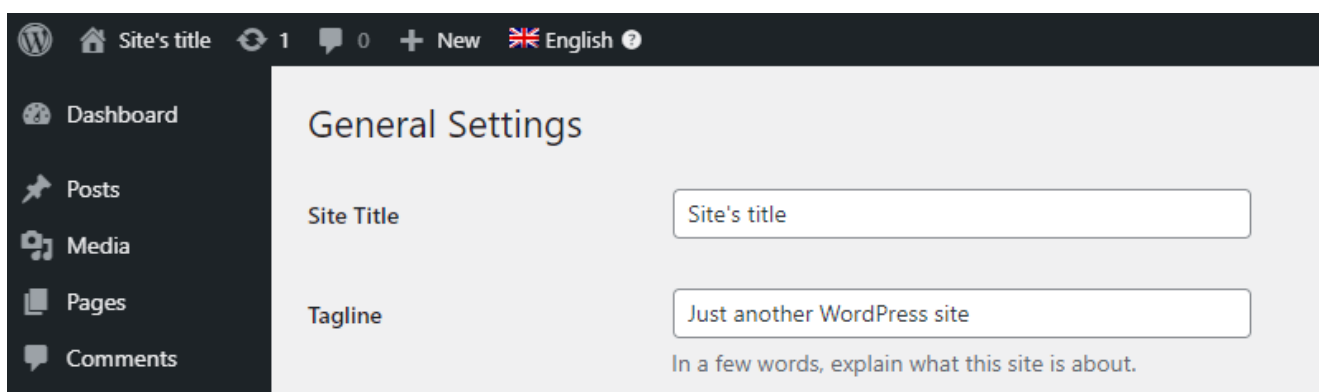 Site's title 1 0 New English ?
Dashboard
Posts
Media
Pages
Comments
General Settings
Site Title
Site's title
Tagline
Just another WordPress site
In a few words, explain what this site is about.